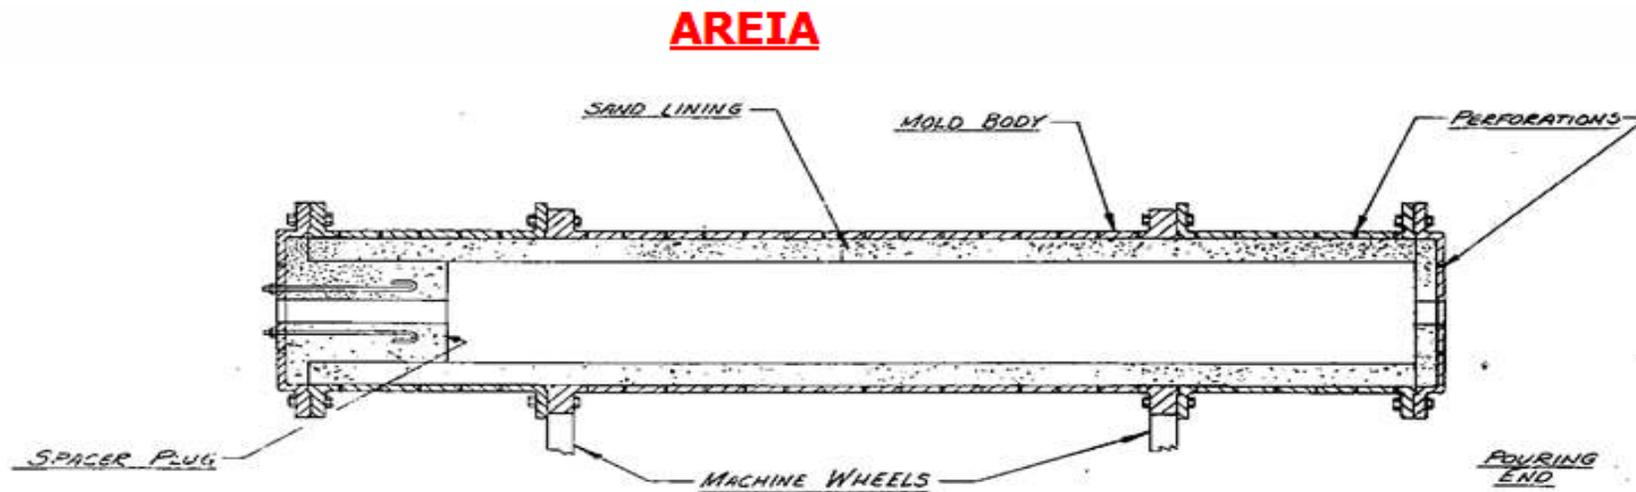 AREIA
SAND LINING
MOLD BODY
PERFORATIONS
SPACER PLUG
MACHINE WHEELS
POURING
END